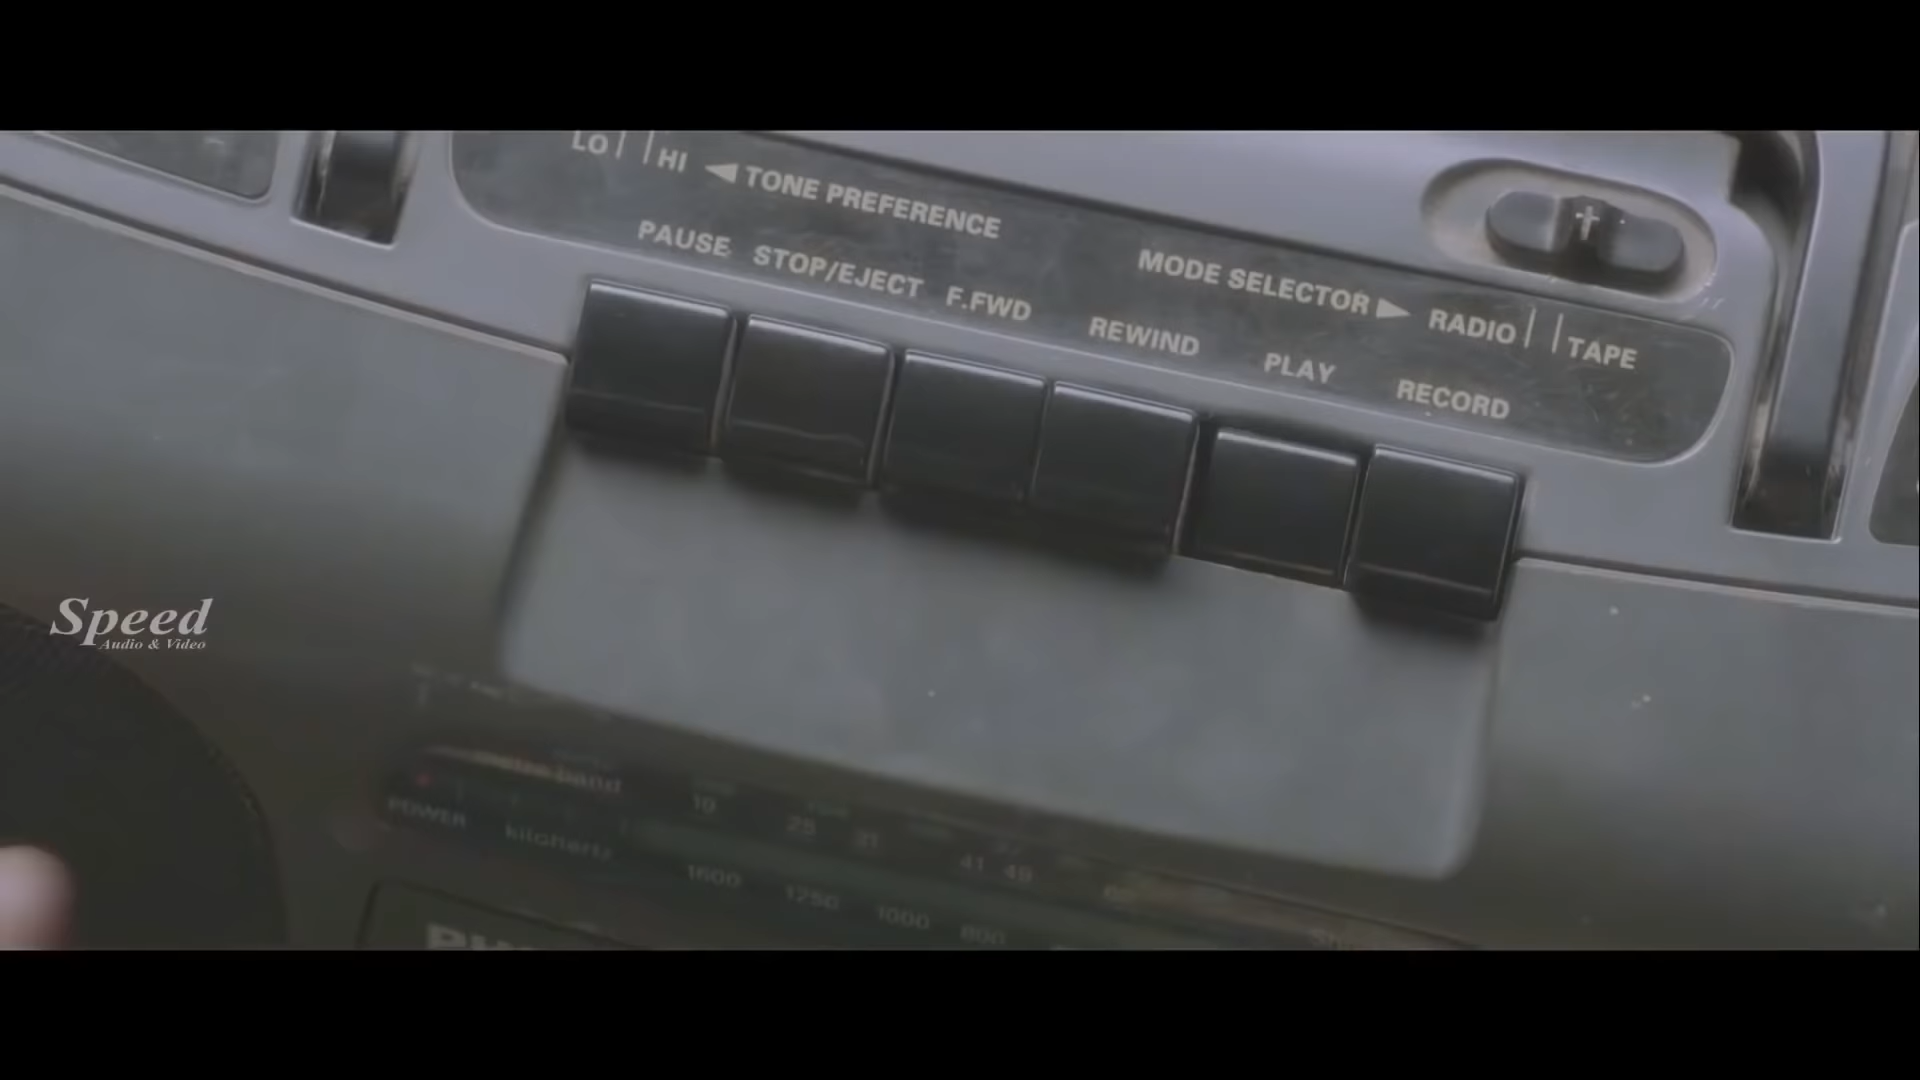 LO HI ◄ TONE PREFERENCE
PAUSE STOP/EJECT F.FWD REWIND PLAY RECORD
MODE SELECTOR ► RADIO TAPE
Speed
Audio & Video
POWER
kilohertz
10 25 31 41 49
1600 1250 1000 800